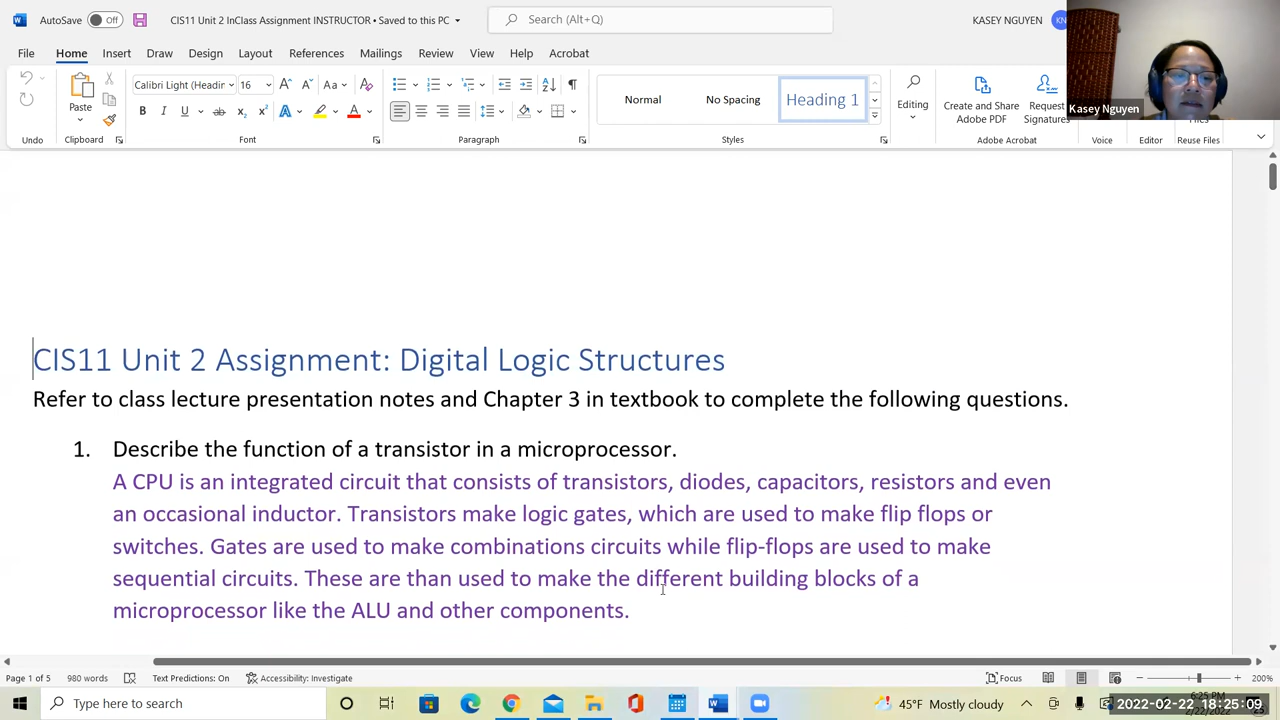 AutoSave Off
CIS11 Unit 2 InClass Assignment INSTRUCTOR • Saved to this PC
Search (Alt+Q)
KASEY NGUYEN
File Home Insert Draw Design Layout References Mailings Review View Help Acrobat
Paste
Calibri Light (Headin 16
Normal
No Spacing
Heading 1
Editing
Create and Share Adobe PDF
Request Signatures
Kasey Nguyen
Undo Clipboard Font Paragraph Styles Adobe Acrobat Voice Editor Reuse Files
CIS11 Unit 2 Assignment: Digital Logic Structures
Refer to class lecture presentation notes and Chapter 3 in textbook to complete the following questions.
1. Describe the function of a transistor in a microprocessor.
A CPU is an integrated circuit that consists of transistors, diodes, capacitors, resistors and even
an occasional inductor. Transistors make logic gates, which are used to make flip flops or
switches. Gates are used to make combinations circuits while flip-flops are used to make
sequential circuits. These are than used to make the different building blocks of a
microprocessor like the ALU and other components.
Page 1 of 5 980 words Text Predictions: On Accessibility: Investigate Focus 200%
Type here to search
45°F Mostly cloudy
6:25 PM
2022-02-22 18:25:09